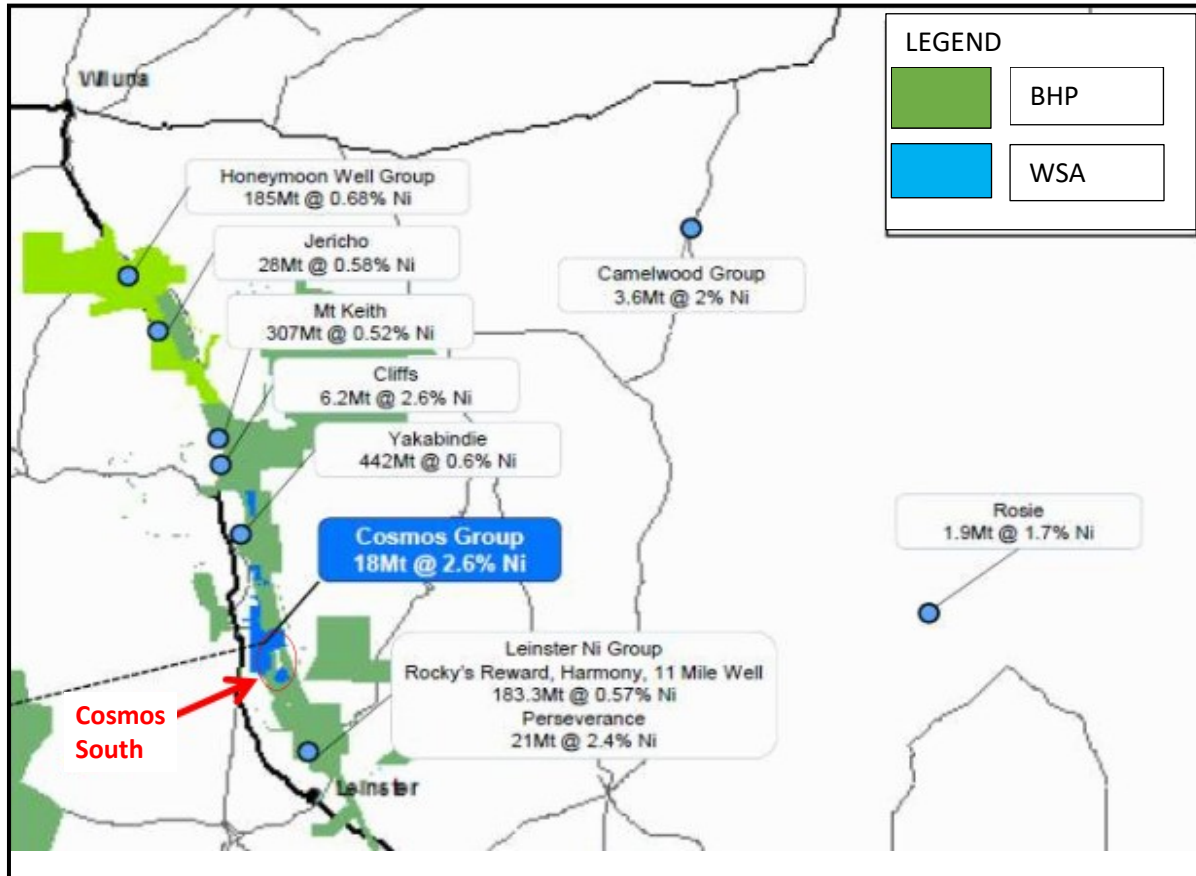 LEGEND
BHP
WSA
Wiluna
Honeymoon Well Group
185Mt @ 0.68% Ni
Jericho
28Mt @ 0.58% Ni
Camelwood Group
3.6Mt @ 2% Ni
Mt Keith
307Mt @ 0.52% Ni
Cliffs
6.2Mt @ 2.6% Ni
Yakabindie
442Mt @ 0.6% Ni
Cosmos Group
18Mt @ 2.6% Ni
Rosie
1.9Mt @ 1.7% Ni
Leinster Ni Group
Rocky's Reward, Harmony, 11 Mile Well
183.3Mt @ 0.57% Ni
Perseverance
21Mt @ 2.4% Ni
Cosmos
South
Leinster